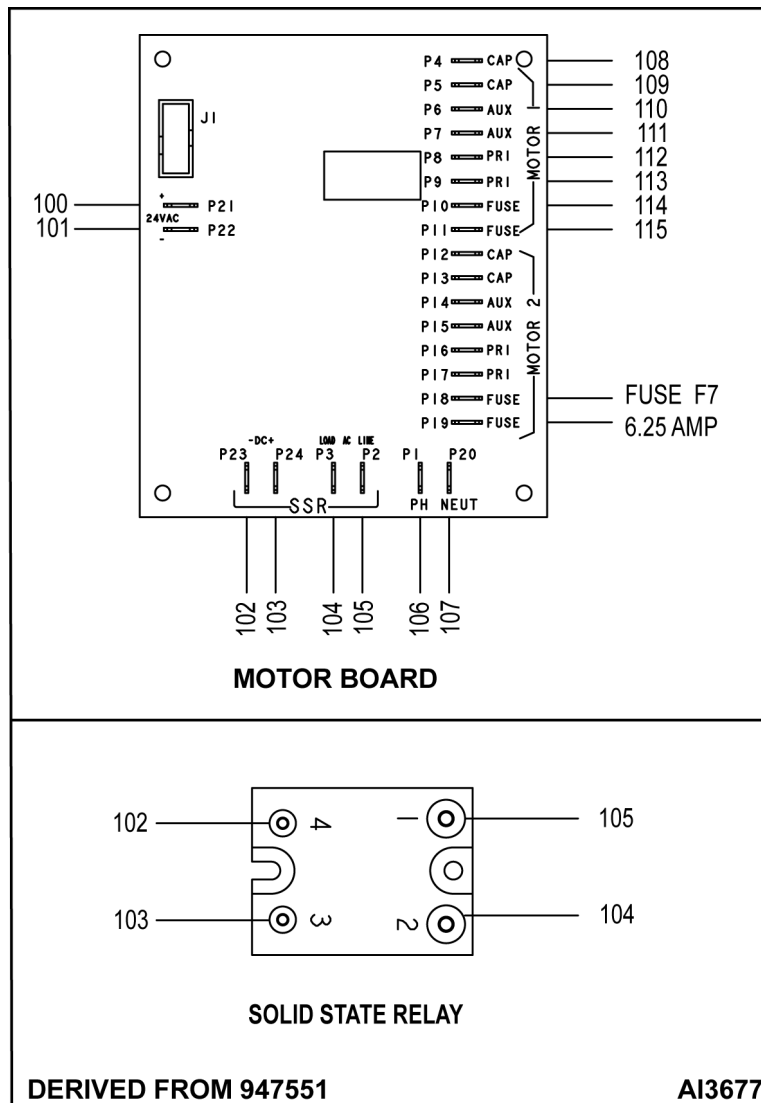 P4 CAP 108
P5 CAP 109
P6 AUX 110
P7 AUX 111
P8 PRI 112
P9 PRI 113
P10 FUSE 114
P11 FUSE 115
MOTOR 1
J1
100 + P21
24VAC
101 - P22
P12 CAP
P13 CAP
P14 AUX
P15 AUX
P16 PRI
P17 PRI
P18 FUSE FUSE F7
P19 FUSE 6.25 AMP
MOTOR 2
-DC+ LOAD AC LINE
P23 P24 P3 P2 P1 P20
SSR PH NEUT
102 103 104 105 106 107
MOTOR BOARD
102 4 1 105
103 3 2 104
SOLID STATE RELAY
DERIVED FROM 947551 AI3677